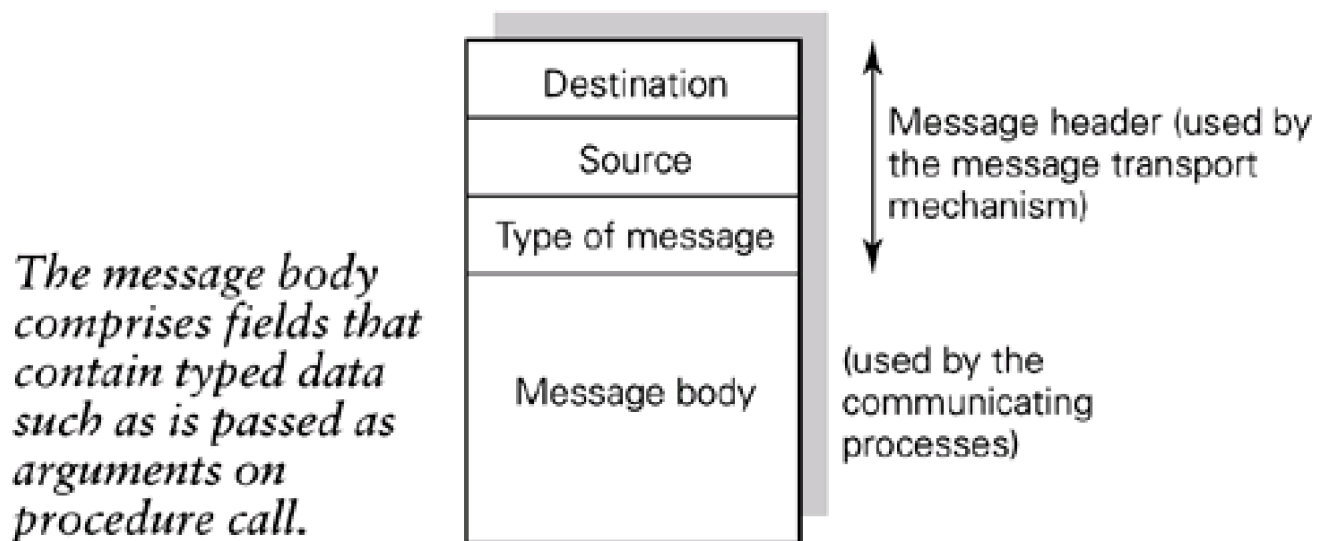 Destination
Source
Type of message
Message body
Message header (used by
the message transport
mechanism)
(used by the
communicating
processes)
The message body
comprises fields that
contain typed data
such as is passed as
arguments on
procedure call.